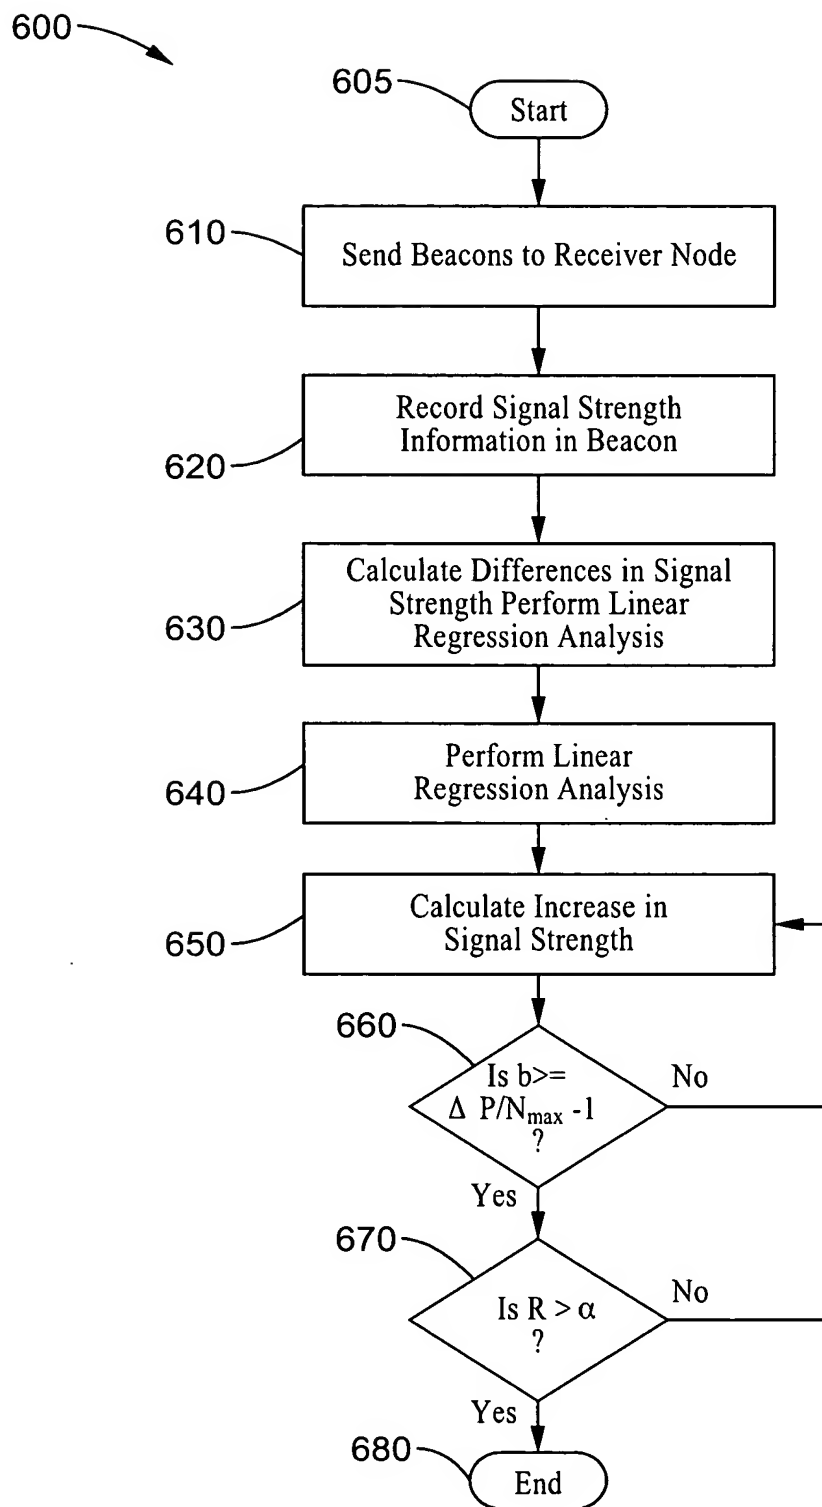 600
605
Start
610
Send Beacons to Receiver Node
620
Record Signal Strength
Information in Beacon
630
Calculate Differences in Signal
Strength Perform Linear
Regression Analysis
640
Perform Linear
Regression Analysis
650
Calculate Increase in
Signal Strength
660
Is b>=
Δ P/Nmax -1
?
No
Yes
670
Is R > α
?
No
Yes
680
End